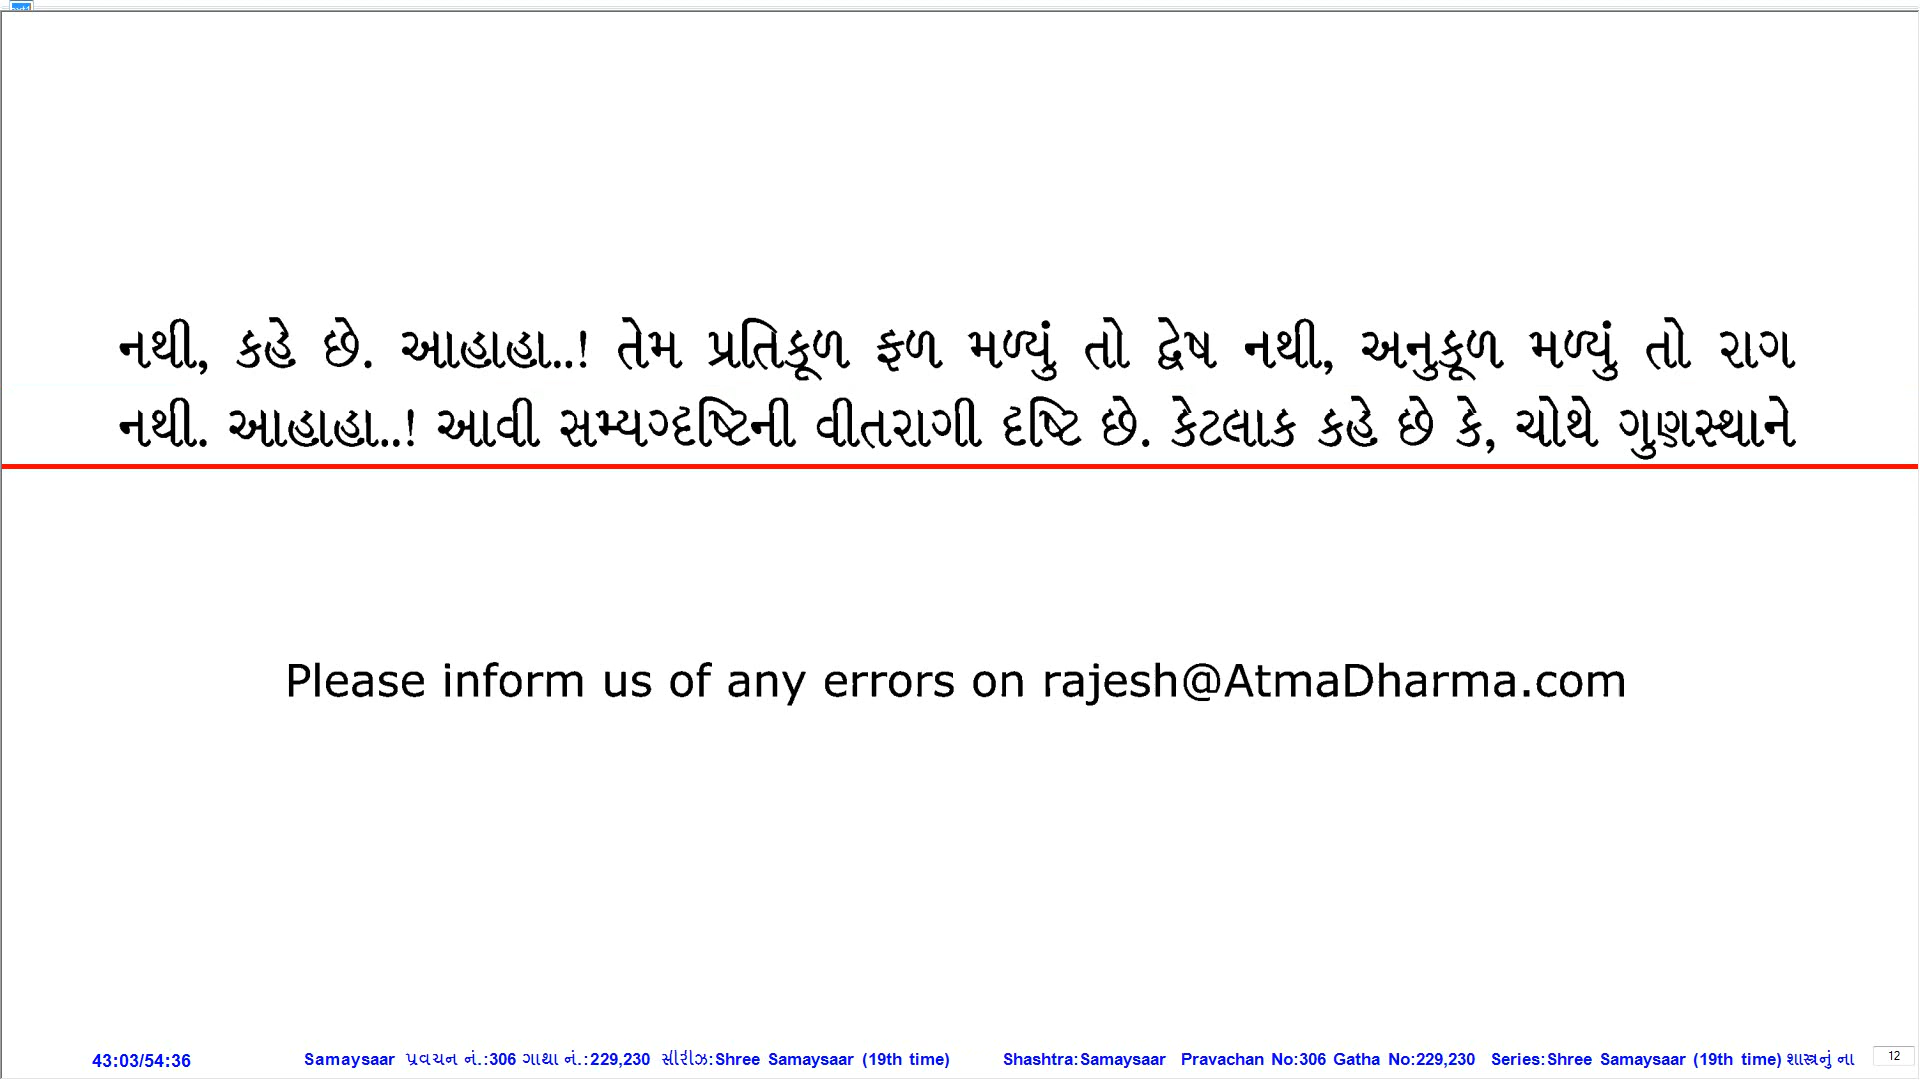 નથી, કહે છે. આહાહા..! તેમ પ્રતિકૂળ ફળ મળ્યું તો દ્વેષ નથી, અનુકૂળ મળ્યું તો રાગ
નથી. આહાહા..! આવી સમ્યગ્દૃષ્ટિની વીતરાગી દૃષ્ટિ છે. કેટલાક કહે છે કે, ચોથે ગુણસ્થાને
Please inform us of any errors on rajesh@AtmaDharma.com
43:03/54:36 Samaysaar પ્રવચન નં.:306 ગાથા નં.:229,230 સીરીઝ:Shree Samaysaar (19th time) Shashtra:Samaysaar Pravachan No:306 Gatha No:229,230 Series:Shree Samaysaar (19th time) શાસ્ત્રનું ના 12